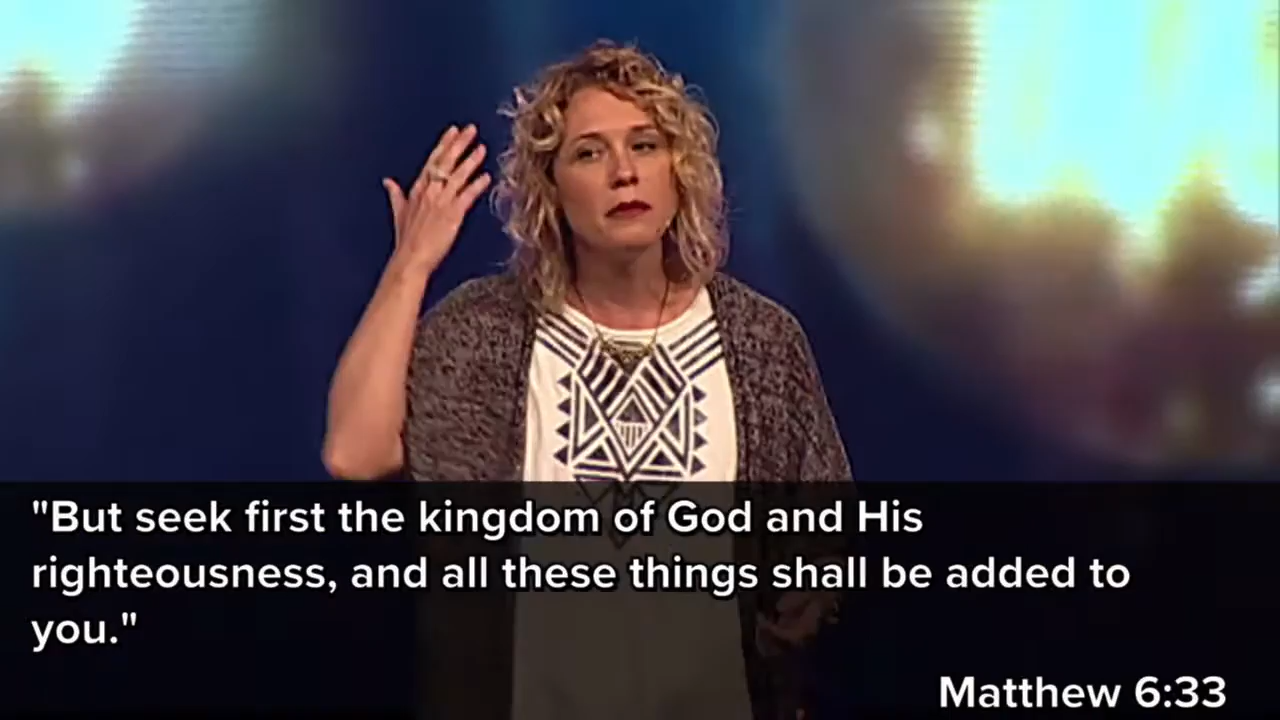 "But seek first the kingdom of God and His
righteousness, and all these things shall be added to
you."
Matthew 6:33